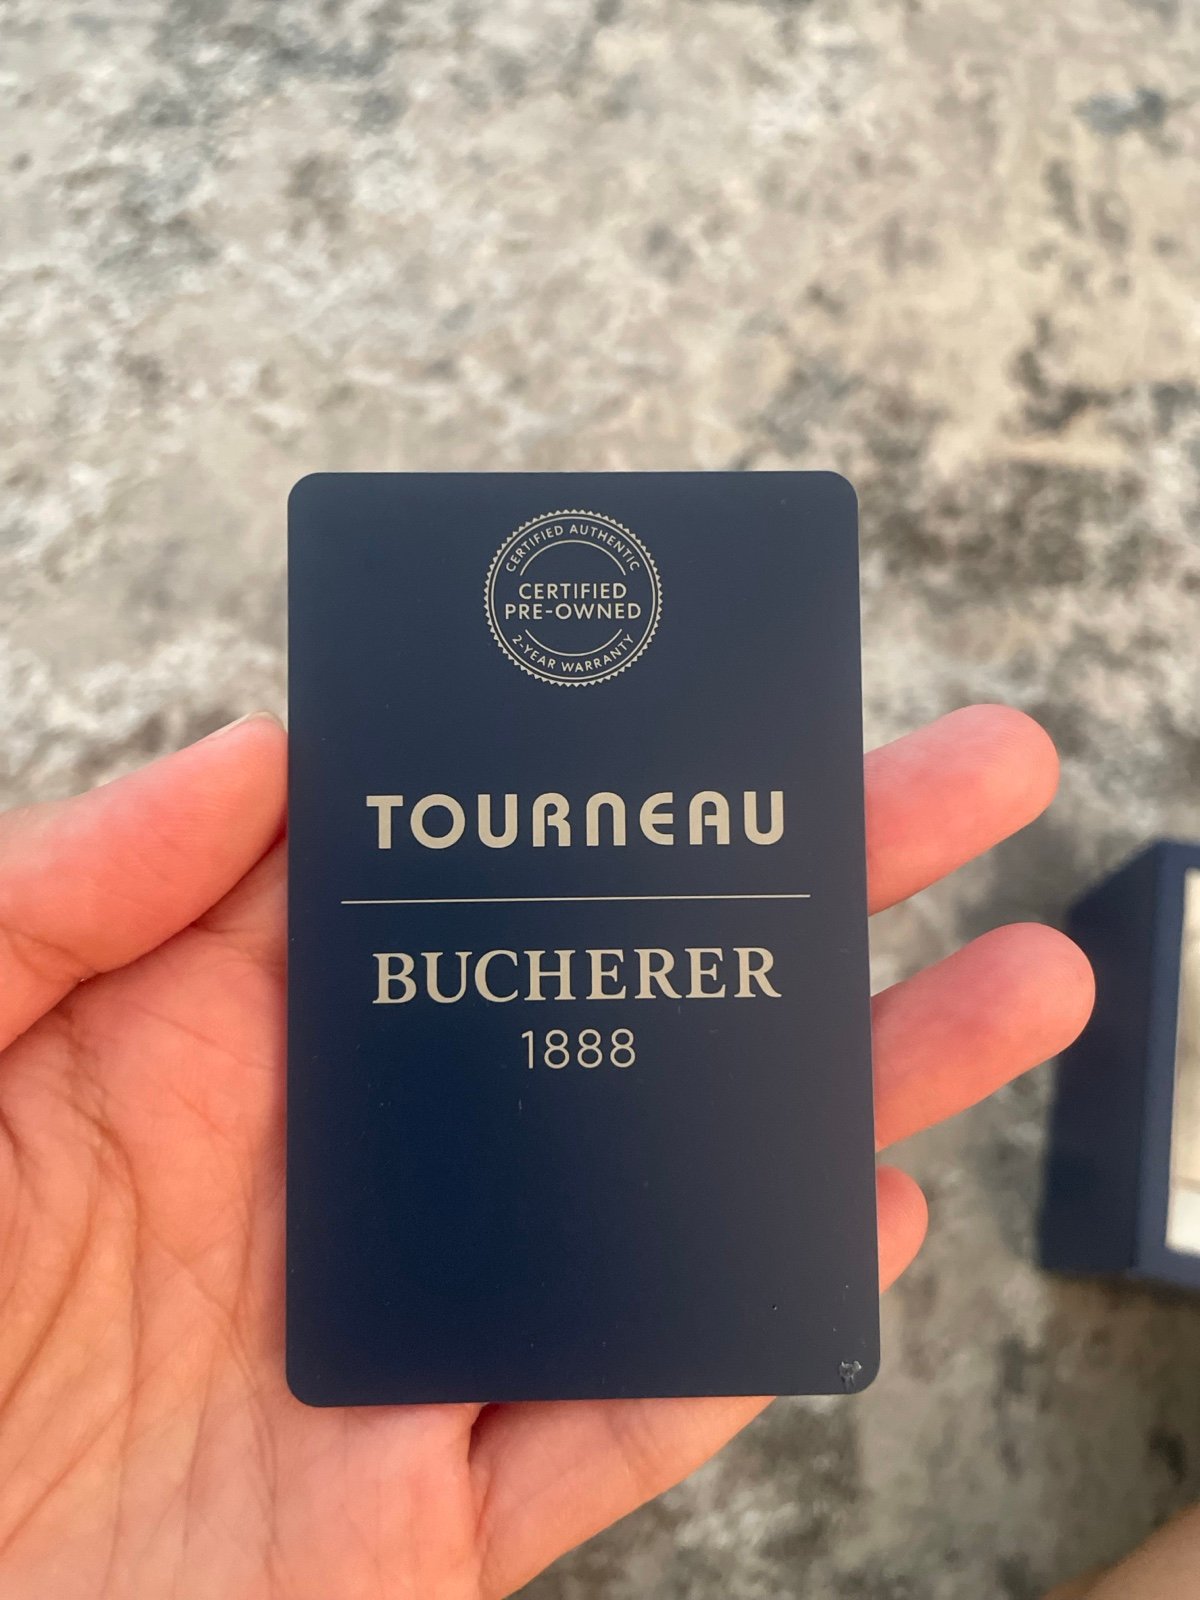 CERTIFIED AUTHENTIC
CERTIFIED
PRE-OWNED
2-YEAR WARRANTY
TOURNEAU
BUCHERER
1888